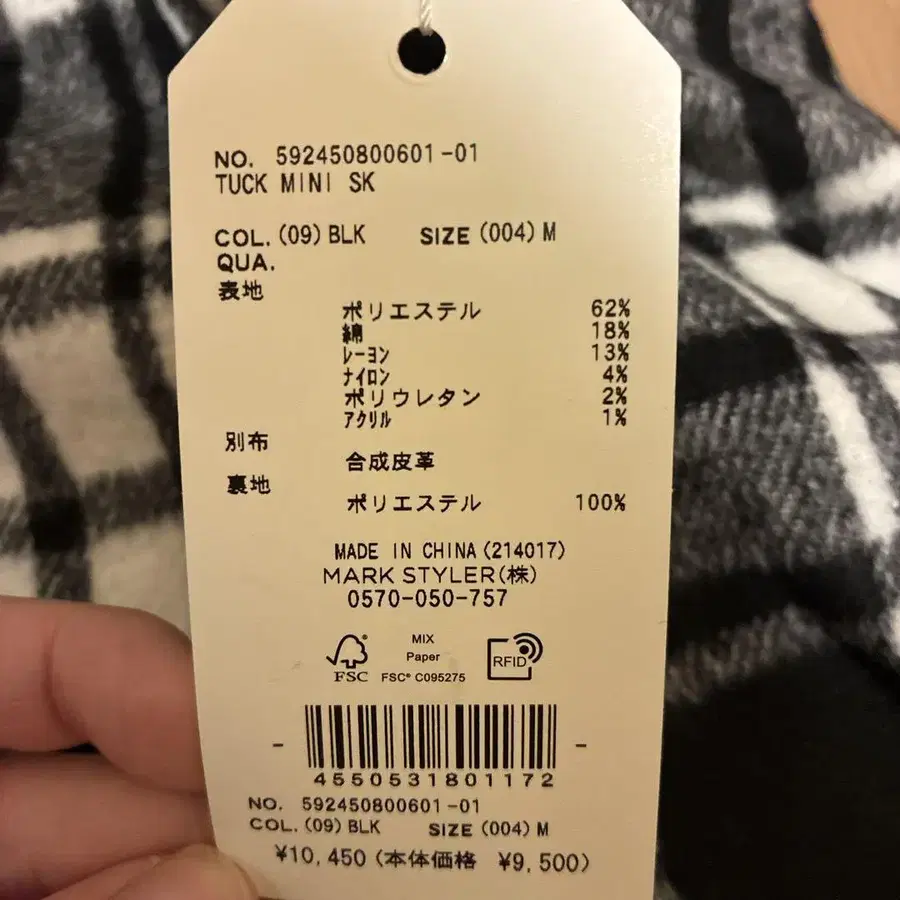 NO. 592450800601-01
TUCK MINI SK
COL.(09)BLK SIZE(004)M
QUA.
表地
ポリエステル 62%
綿 18%
レーヨン 13%
ナイロン 4%
ポリウレタン 2%
アクリル 1%
別布
合成皮革
裏地
ポリエステル 100%
MADE IN CHINA(214017)
MARK STYLER(株)
0570-050-757
FSC®
MIX
Paper
FSC® C095275
RFID
4550531801172
NO. 592450800601-01
COL.(09)BLK SIZE(004)M
¥10,450(本体価格 ¥9,500)